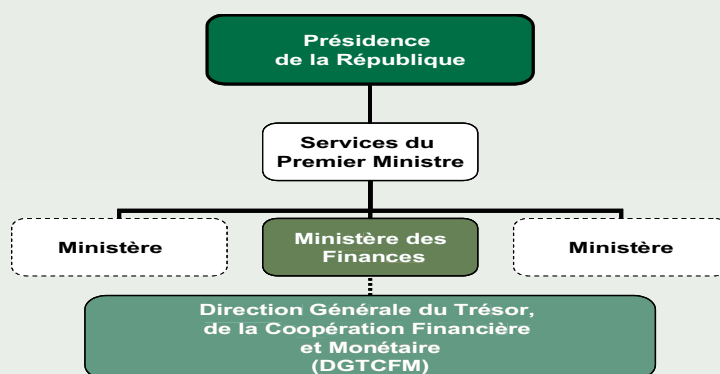 Présidence
de la République
Services du
Premier Ministre
Ministère
Ministère des
Finances
Ministère
Direction Générale du Trésor,
de la Coopération Financière
et Monétaire
(DGTCFM)